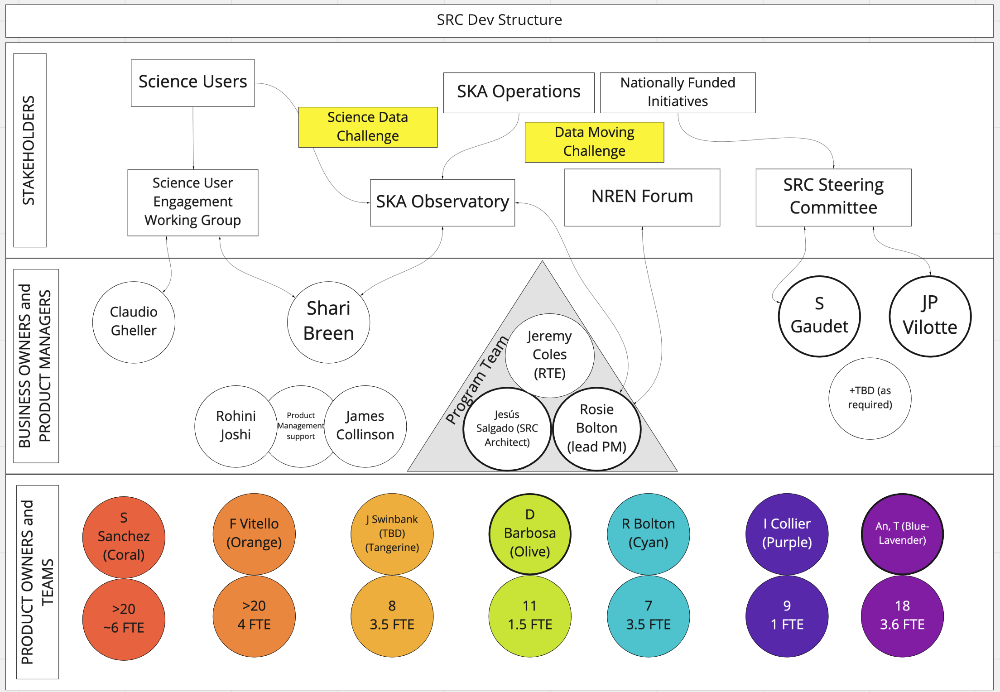 SRC Dev Structure
STAKEHOLDERS
Science Users
SKA Operations
Nationally Funded
Initiatives
Science Data
Challenge
Data Moving
Challenge
Science User
Engagement
Working Group
SKA Observatory
NREN Forum
SRC Steering
Committee
BUSINESS OWNERS and
PRODUCT MANAGERS
Claudio
Gheller
Shari
Breen
Program Team
Jeremy
Coles
(RTE)
S
Gaudet
JP
Vilotte
Rohini
Joshi
Product
Management
support
James
Collinson
Jesús
Salgado (SRC
Architect)
Rosie
Bolton
(lead PM)
+TBD (as
required)
PRODUCT OWNERS and
TEAMS
S
Sanchez
(Coral)
F Vitello
(Orange)
J Swinbank
(TBD)
(Tangerine)
D
Barbosa
(Olive)
R Bolton
(Cyan)
I Collier
(Purple)
An, T (Blue-
Lavender)
>20
~6 FTE
>20
4 FTE
8
3.5 FTE
11
1.5 FTE
7
3.5 FTE
9
1 FTE
18
3.6 FTE